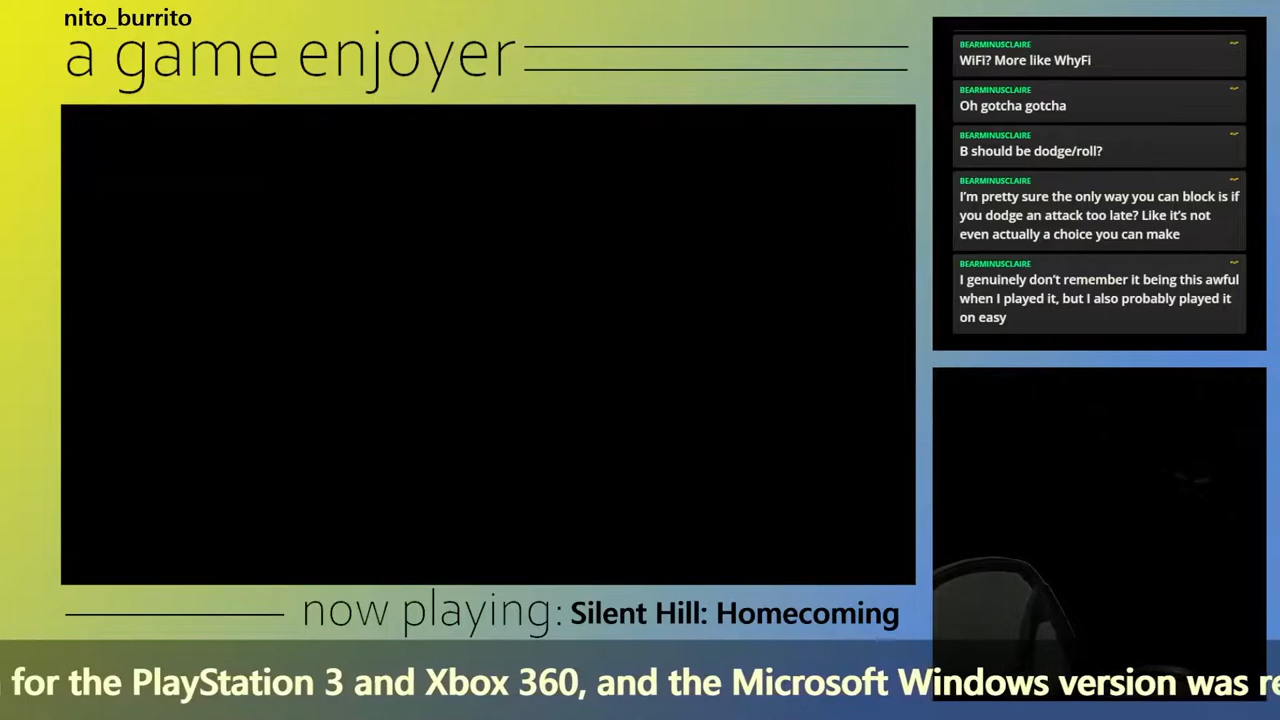 nito_burrito
a game enjoyer
BEARMINUSCLAIRE
WiFi? More like WhyFi
BEARMINUSCLAIRE
Oh gotcha gotcha
BEARMINUSCLAIRE
B should be dodge/roll?
BEARMINUSCLAIRE
I'm pretty sure the only way you can block is if
you dodge an attack too late? Like it's not
even actually a choice you can make
BEARMINUSCLAIRE
I genuinely don't remember it being this awful
when I played it, but I also probably played it
on easy
now playing: Silent Hill: Homecoming
for the PlayStation 3 and Xbox 360, and the Microsoft Windows version was re